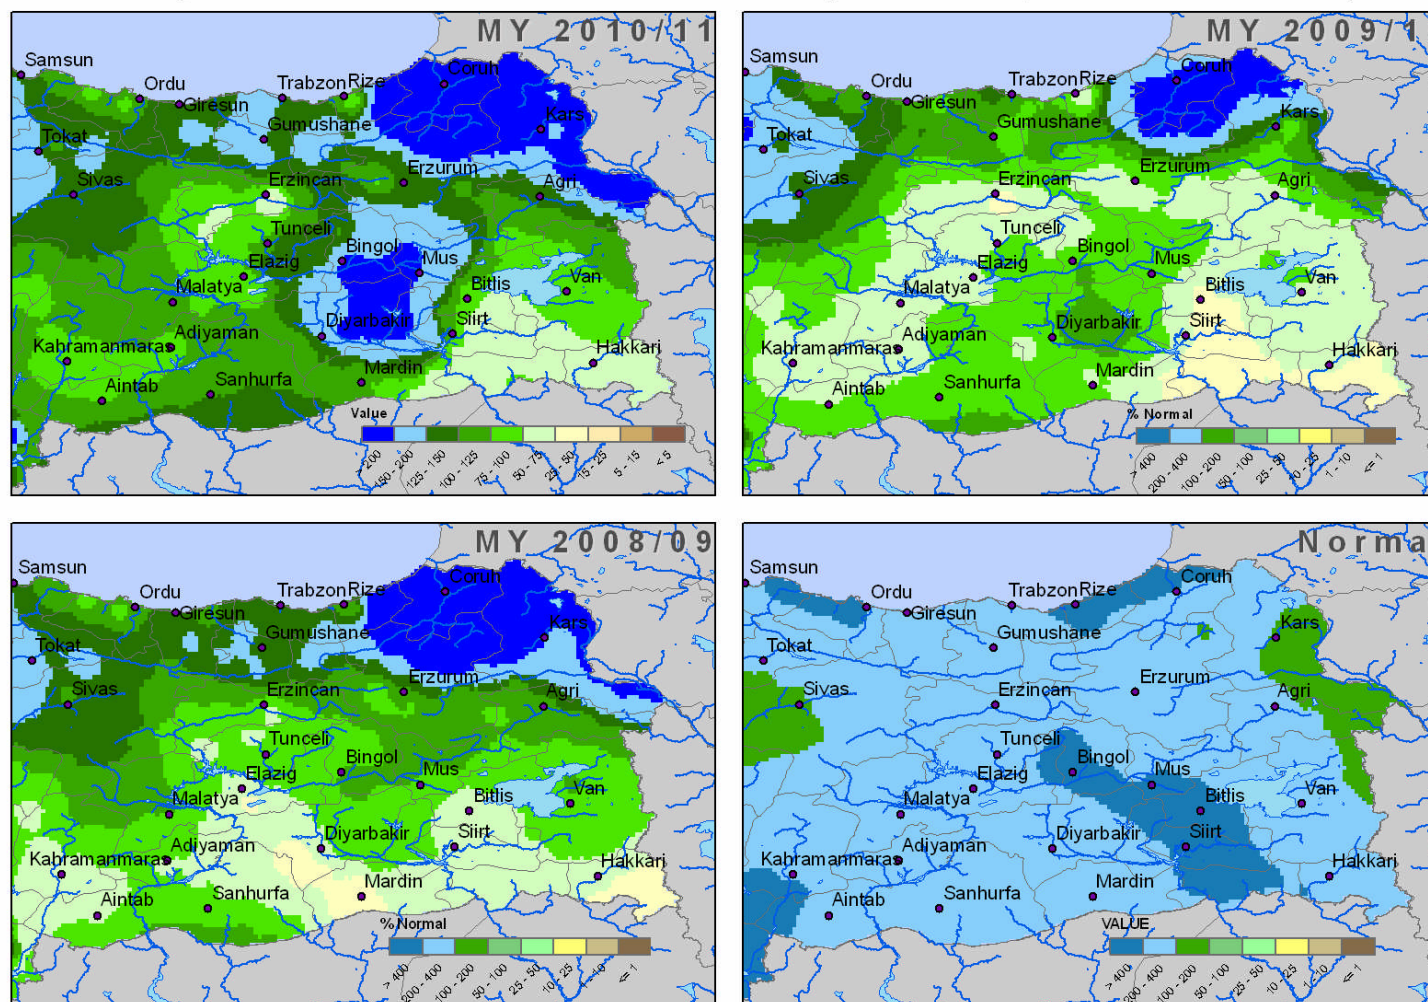 MY 2010/11
Samsun
Ordu
Giresun
Trabzon
Rize
Coruh
Kars
Tokat
Gumushane
Sivas
Erzincan
Erzurum
Agri
Tunceli
Bingol
Elazig
Mus
Malatya
Bitlis
Van
Diyarbakir
Siirt
Adiyaman
Kahramanmaras
Hakkari
Aintab
Sanhurfa
Mardin
Value
> 200
150 - 200
125 - 150
100 - 125
75 - 100
50 - 75
25 - 50
15 - 25
5 - 15
< 5
MY 2009/1
Ordu
Giresun
Trabzon
Rize
Coruh
Kars
Tokat
Gumushane
Sivas
Erzincan
Erzurum
Agri
Tunceli
Bingol
Elazig
Mus
Malatya
Bitlis
Van
Siirt
Diyarbakir
Adiyaman
Kahramanmaras
Hakkari
Aintab
Sanhurfa
Mardin
% Normal
> 400
200 - 400
100 - 200
50 - 100
25 - 50
10 - 25
1 - 10
<= 1
MY 2008/09
Samsun
Ordu
Giresun
Trabzon
Rize
Coruh
Kars
Tokat
Gumushane
Sivas
Erzincan
Erzurum
Agri
Tunceli
Bingol
Elazig
Mus
Malatya
Bitlis
Van
Diyarbakir
Siirt
Adiyaman
Kahramanmaras
Hakkari
Aintab
Sanhurfa
Mardin
% Normal
> 400
200 - 400
100 - 200
50 - 100
25 - 50
10 - 25
1 - 10
<= 1
Norma
Samsun
Ordu
Giresun
Trabzon
Rize
Coruh
Kars
Tokat
Gumushane
Sivas
Erzincan
Erzurum
Agri
Tunceli
Bingol
Elazig
Mus
Malatya
Bitlis
Van
Diyarbakir
Siirt
Adiyaman
Kahramanmaras
Hakkari
Aintab
Sanhurfa
Mardin
VALUE
> 400
200 - 400
100 - 200
50 - 100
25 - 50
10 - 25
1 - 10
<= 1